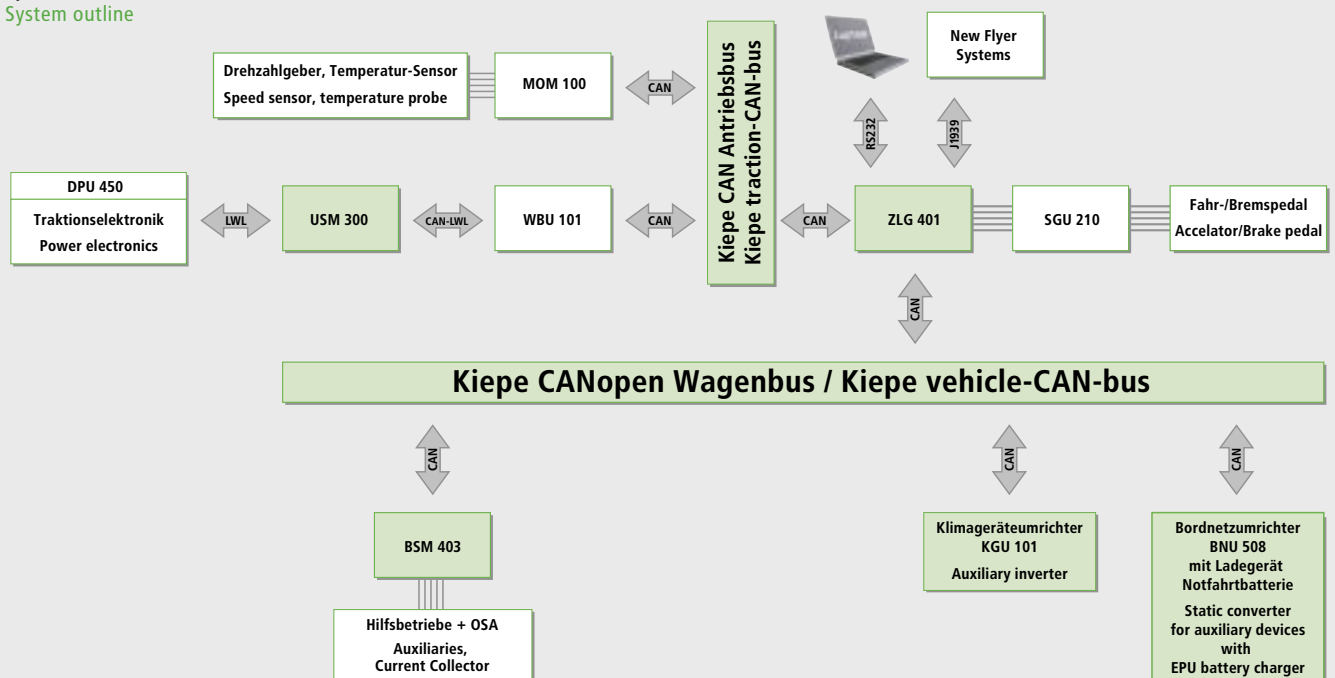 System outline
New Flyer
Systems
Drehzahlgeber, Temperatur-Sensor
Speed sensor, temperature probe
MOM 100
CAN
Kiepe CAN Antriebsbus
Kiepe traction-CAN-bus
RS232
J1939
DPU 450
Traktionselektronik
Power electronics
LWL
USM 300
CAN-LWL
WBU 101
CAN
CAN
ZLG 401
SGU 210
Fahr-/Bremspedal
Accelator/Brake pedal
CAN
Kiepe CANopen Wagenbus / Kiepe vehicle-CAN-bus
CAN
CAN
CAN
BSM 403
Hilfsbetriebe + OSA
Auxiliaries,
Current Collector
Klimageräteumrichter
KGU 101
Auxiliary inverter
Bordnetzumrichter
BNU 508
mit Ladegerät
Notfahrtbatterie
Static converter
for auxiliary devices
with
EPU battery charger